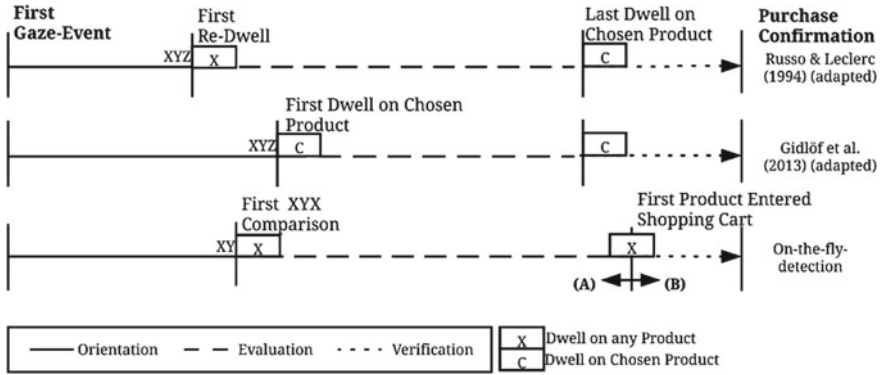 First
Gaze-Event
First
Re-Dwell
XYZ
X
Last Dwell on
Chosen Product
C
Purchase
Confirmation
Russo & Leclerc
(1994) (adapted)
First Dwell on Chosen
Product
XYZ
C
C
Gidlöf et al.
(2013) (adapted)
First XYX
Comparison
XY
X
First Product Entered
Shopping Cart
X
(A)
(B)
On-the-fly-
detection
Orientation
Evaluation
Verification
X
Dwell on any Product
C
Dwell on Chosen Product